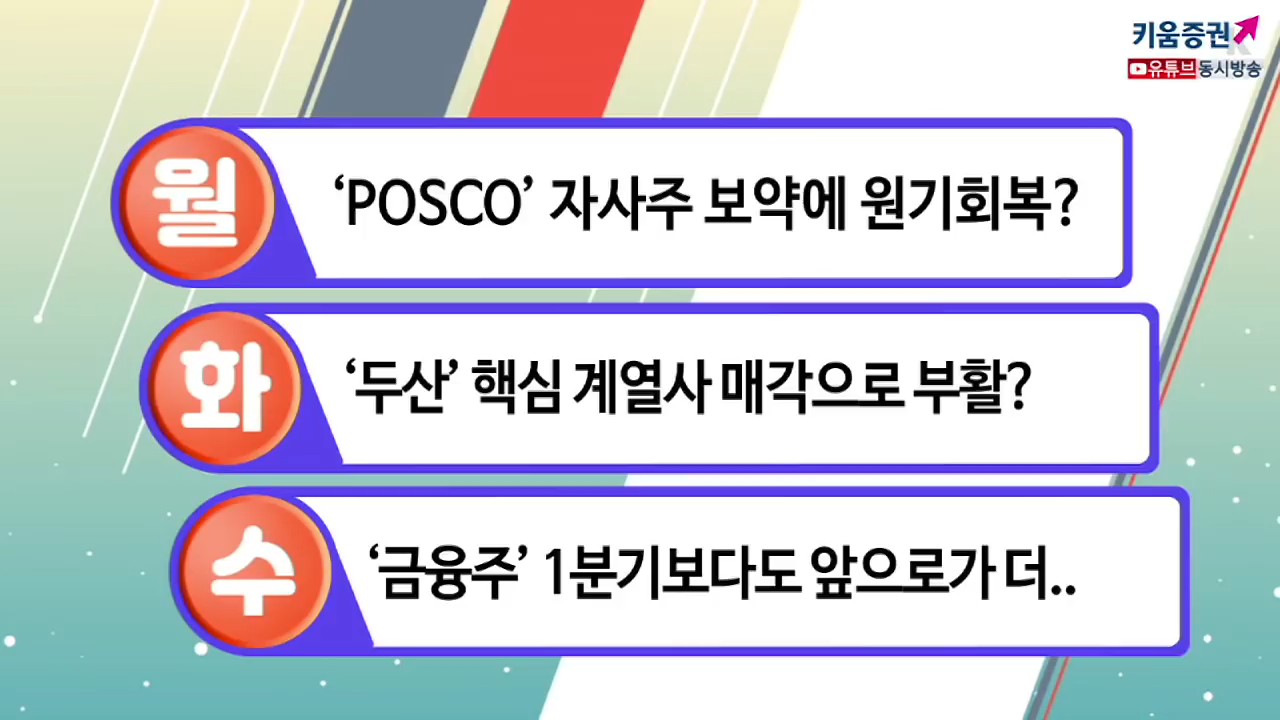 키움증권
유튜브 동시방송
월
‘POSCO’ 자사주 보약에 원기회복?
화
‘두산’ 핵심 계열사 매각으로 부활?
수
‘금융주’ 1분기보다도 앞으로가 더..